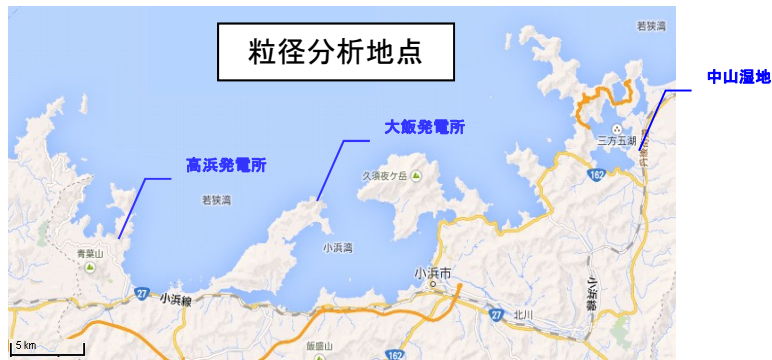 粒径分析地点
若狭湾
中山湿地
大飯発電所
三方五湖
高浜発電所
久須夜ケ岳
162
若狭湾
小浜湾
青葉山
小浜市
27
小浜線
小浜線
27
北川
5 km
飯盛山
162